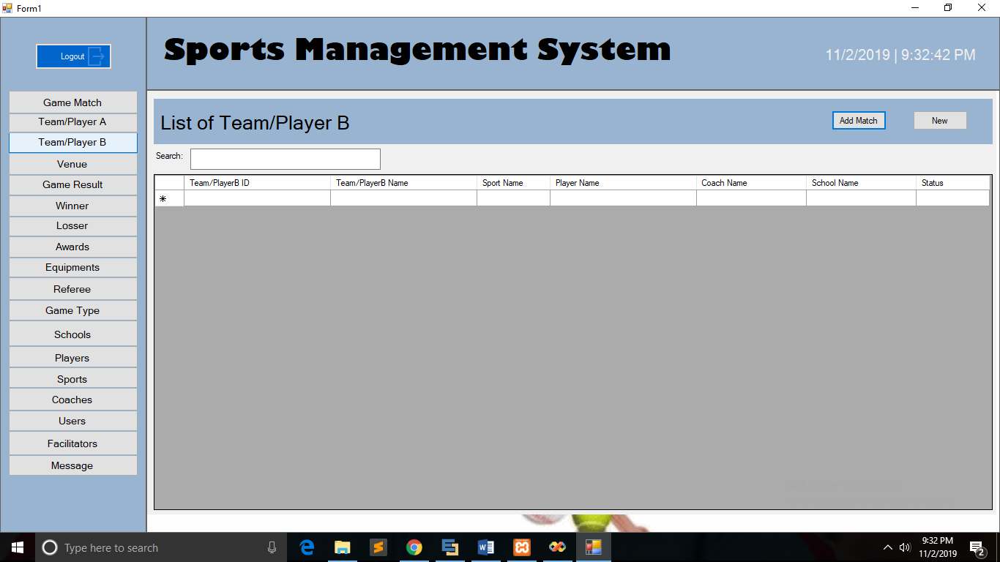 Form1
Logout
Sports Management System
11/2/2019 | 9:32:42 PM
Game Match
Team/Player A
Team/Player B
Venue
Game Result
Winner
Losser
Awards
Equipments
Referee
Game Type
Schools
Players
Sports
Coaches
Users
Facilitators
Message
List of Team/Player B
Add Match
New
Search:
Team/PlayerB ID
Team/PlayerB Name
Sport Name
Player Name
Coach Name
School Name
Status
Type here to search
9:32 PM
11/2/2019
2